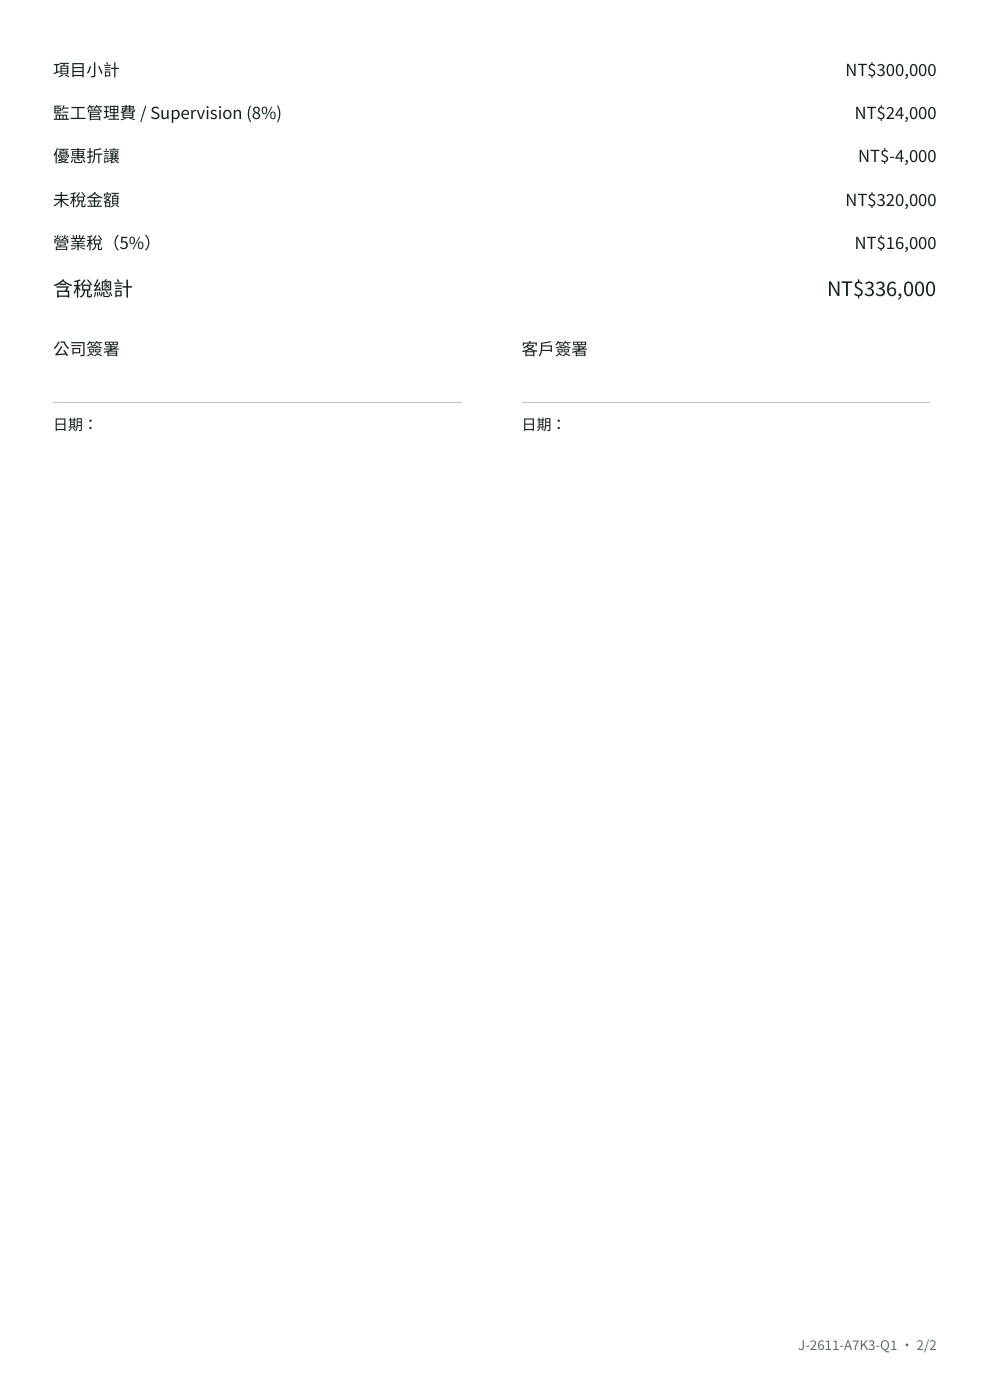 項目小計 NT$300,000
監工管理費 / Supervision (8%) NT$24,000
優惠折讓 NT$-4,000
未稅金額 NT$320,000
營業稅（5%） NT$16,000
含稅總計 NT$336,000
公司簽署 客戶簽署
日期： 日期：
J-2611-A7K3-Q1 · 2/2